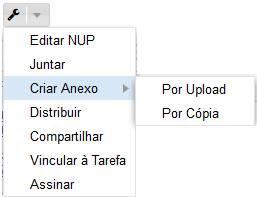 Editar NUP
Juntar
Criar Anexo
Por Upload
Por Cópia
Distribuir
Compartilhar
Vincular à Tarefa
Assinar